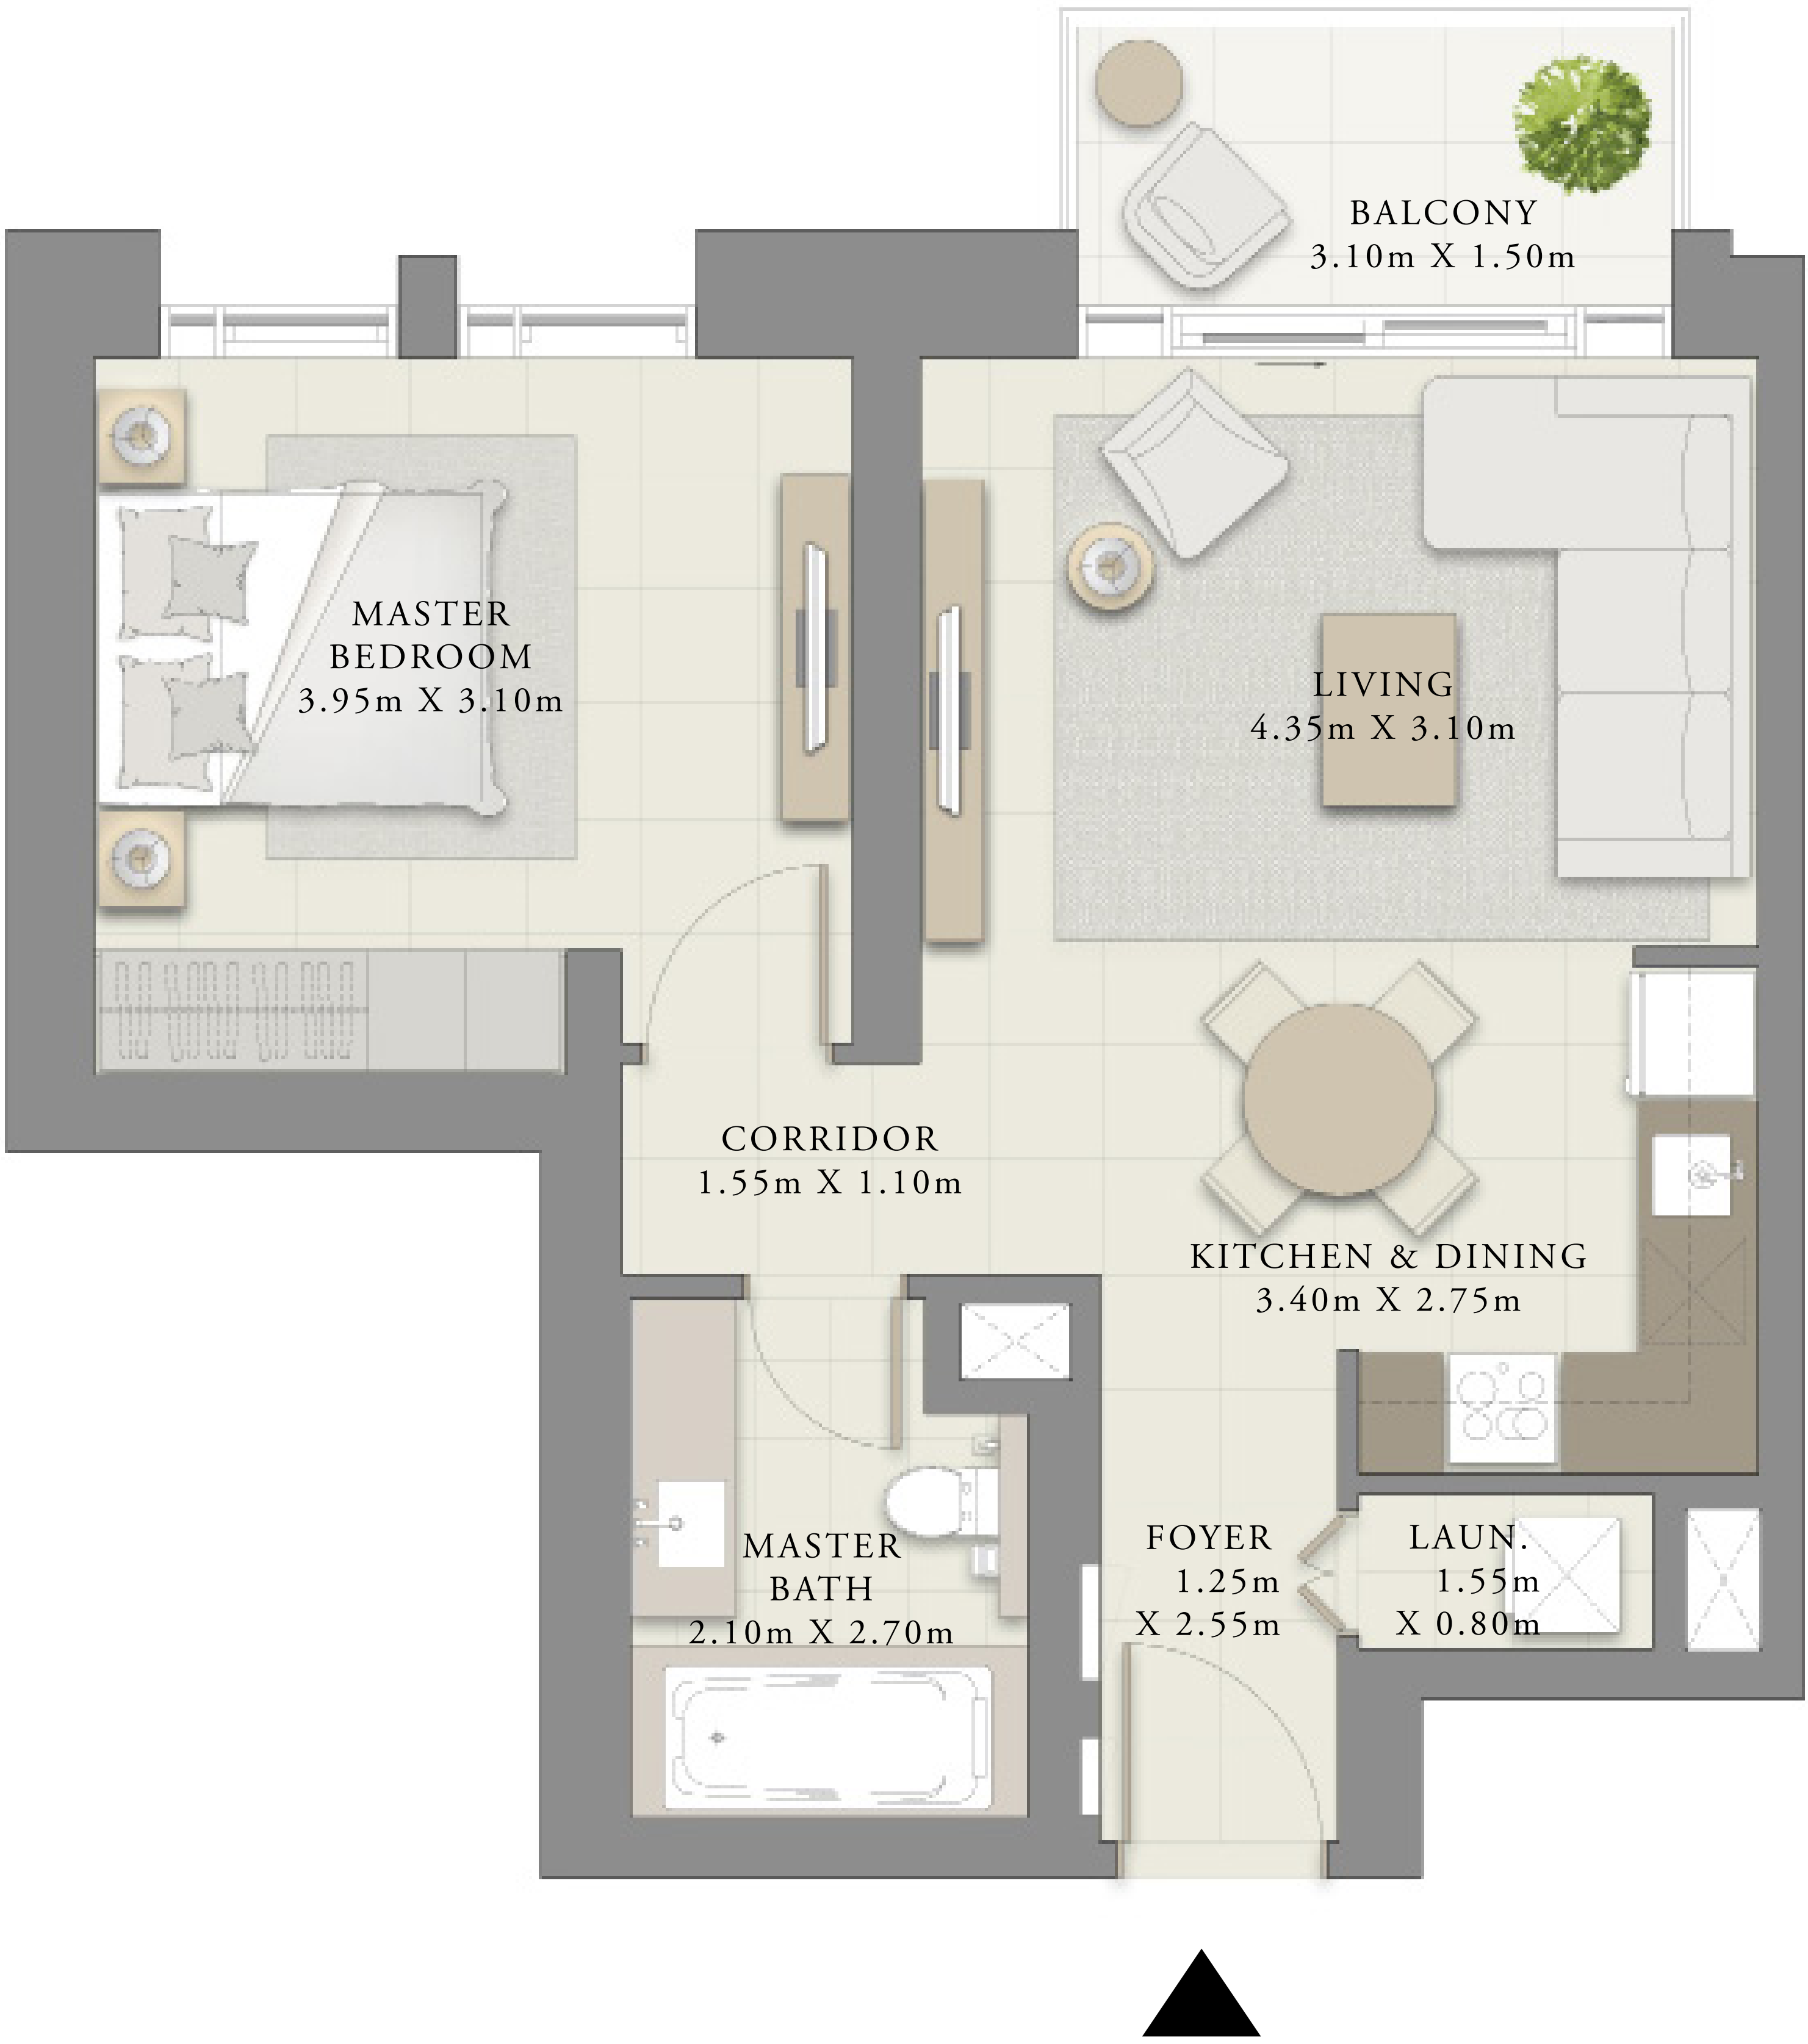 BALCONY
3.10m X 1.50m
MASTER
BEDROOM
3.95m X 3.10m
LIVING
4.35m X 3.10m
CORRIDOR
1.55m X 1.10m
KITCHEN & DINING
3.40m X 2.75m
MASTER
BATH
2.10m X 2.70m
FOYER
1.25m
X 2.55m
LAUN.
1.55m
X 0.80m